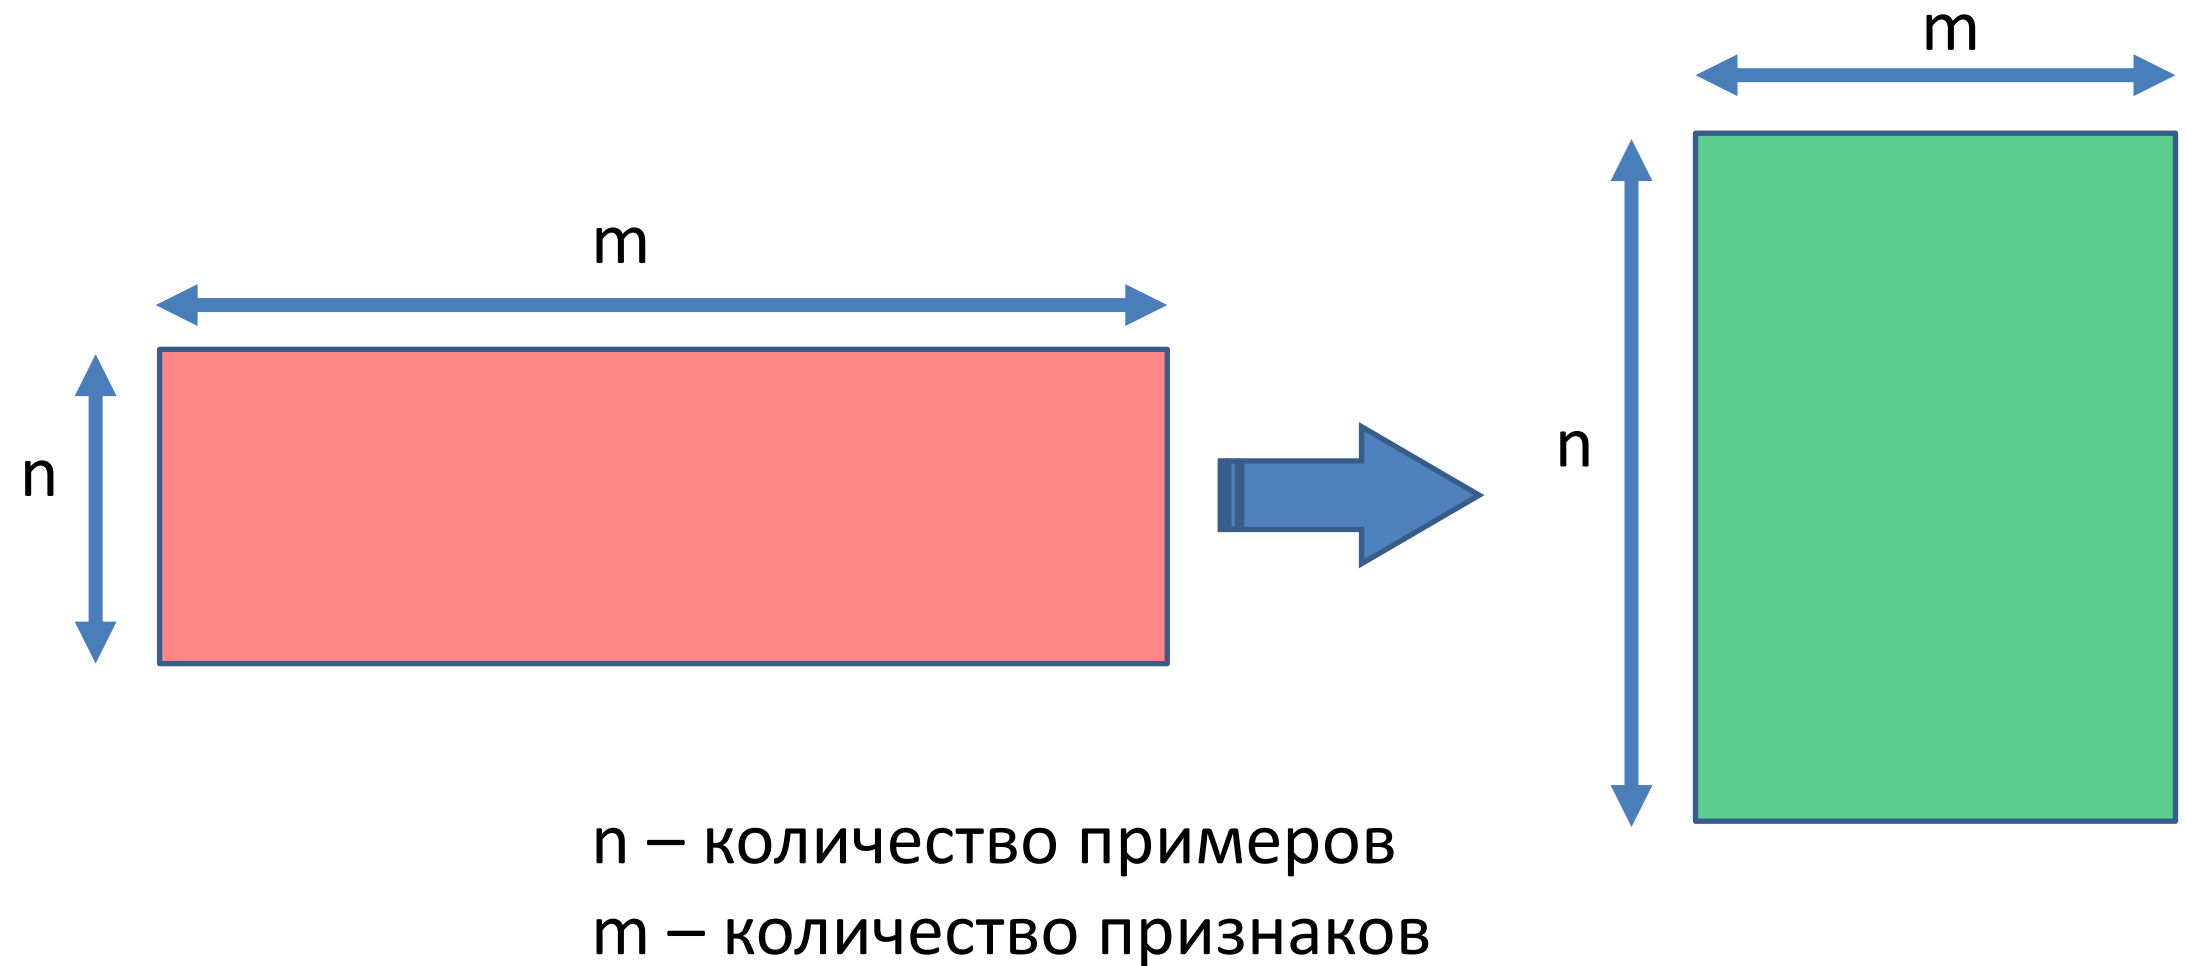 m
m
n
n
n – количество примеров
m – количество признаков